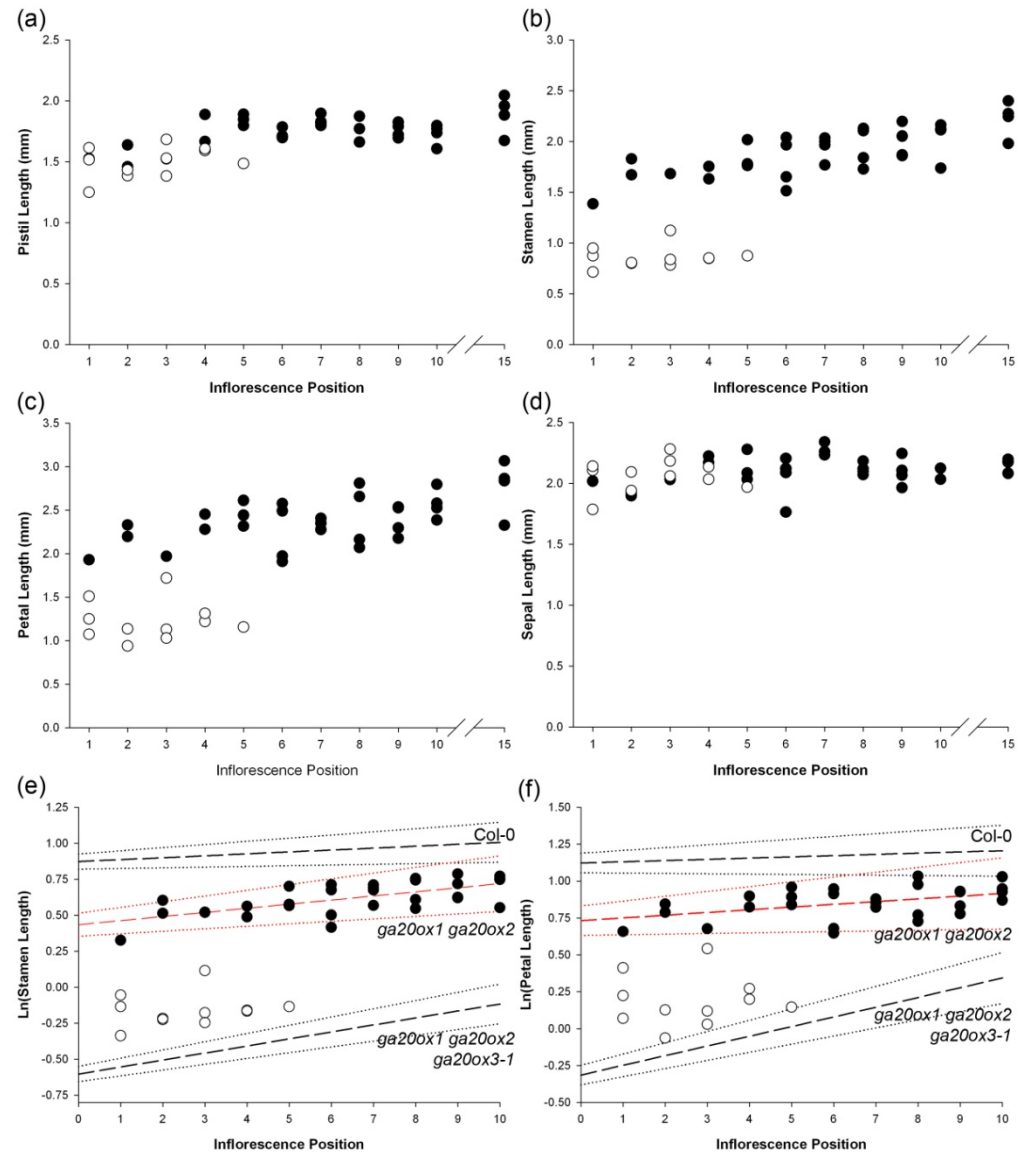 (a)
(b)
2.5
2.0
1.5
1.0
0.5
0.0
Pistil Length (mm)
1 2 3 4 5 6 7 8 9 10 15
Inflorescence Position
3.0
2.5
2.0
1.5
1.0
0.5
0.0
Stamen Length (mm)
1 2 3 4 5 6 7 8 9 10 15
Inflorescence Position
(c)
(d)
3.5
3.0
2.5
2.0
1.5
1.0
0.5
0.0
Petal Length (mm)
1 2 3 4 5 6 7 8 9 10 15
Inflorescence Position
2.5
2.0
1.5
1.0
0.5
0.0
Sepal Length (mm)
1 2 3 4 5 6 7 8 9 10 15
Inflorescence Position
(e)
(f)
1.25
1.00
0.75
0.50
0.25
0.00
-0.25
-0.50
-0.75
Ln(Stamen Length)
Col-0
ga20ox1 ga20ox2
ga20ox1 ga20ox2
ga20ox3-1
0 1 2 3 4 5 6 7 8 9 10
Inflorescence Position
1.50
1.25
1.00
0.75
0.50
0.25
0.00
-0.25
-0.50
Ln(Petal Length)
Col-0
ga20ox1 ga20ox2
ga20ox1 ga20ox2
ga20ox3-1
0 1 2 3 4 5 6 7 8 9 10
Inflorescence Position